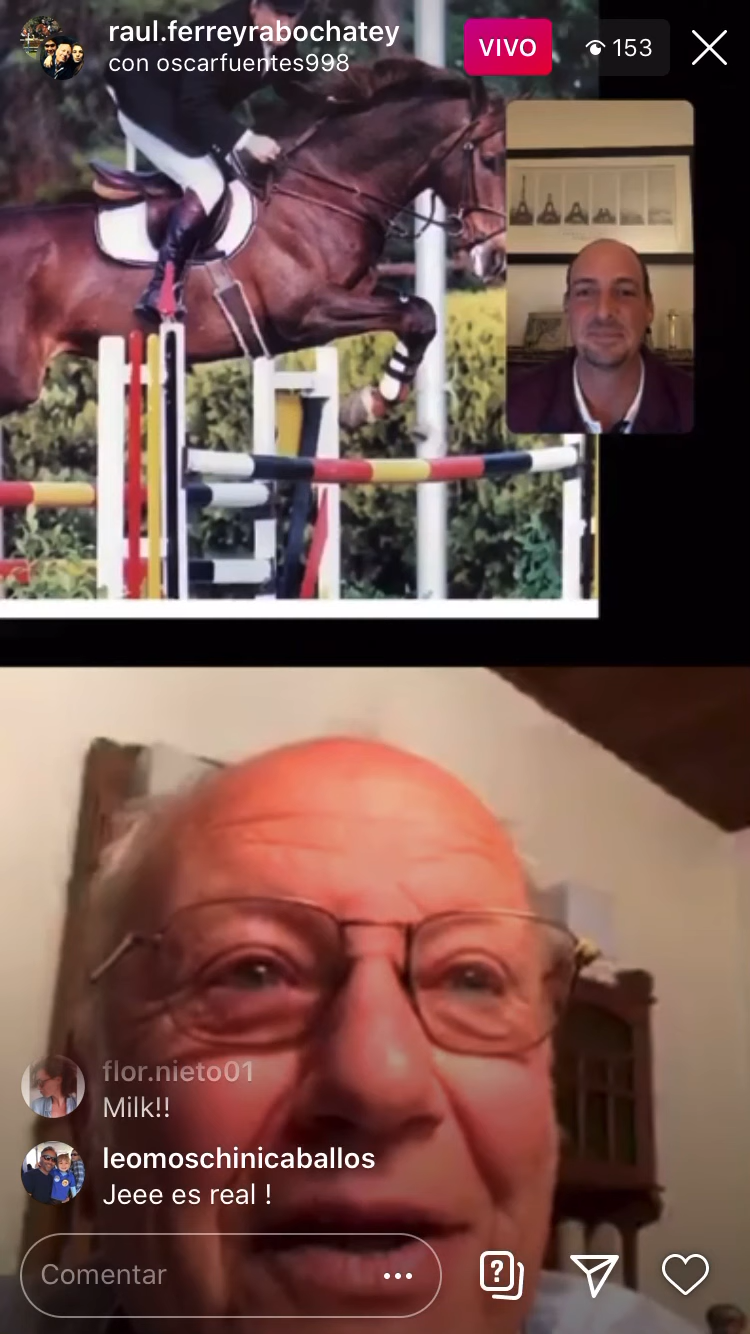 raul.ferreyrabochatey
con oscarfuentes998
VIVO
153
flor.nieto01
Milk!!
leomoschinicaballos
Jeee es real !
Comentar